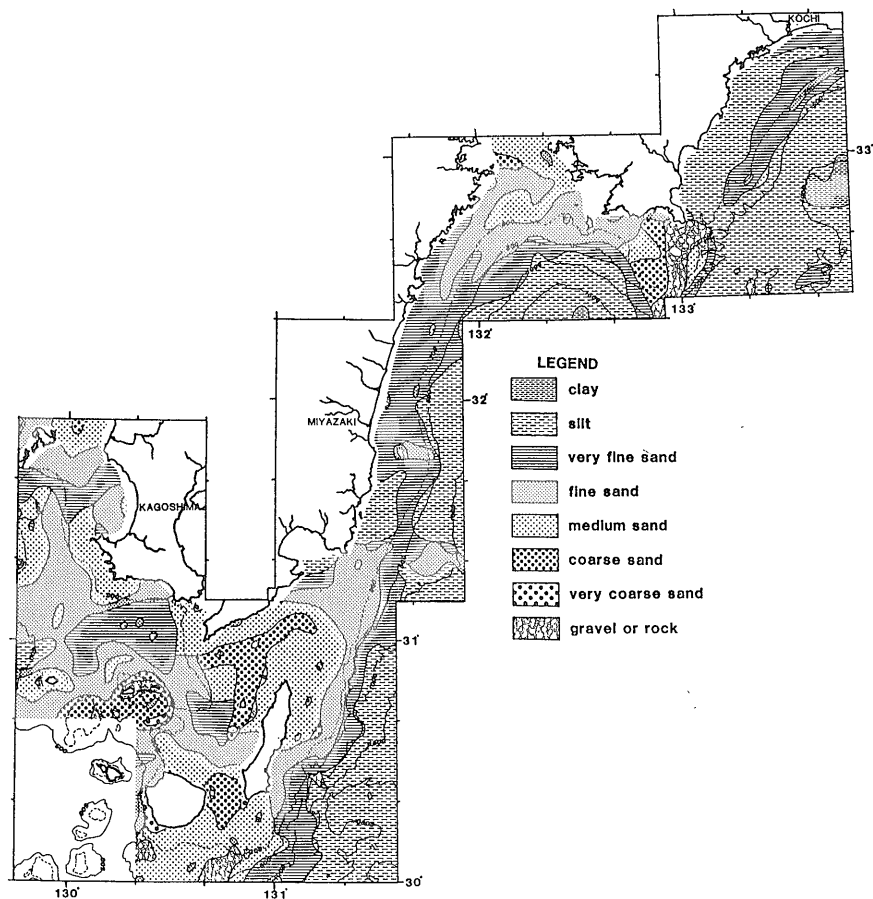 KOCHI
33°
133°
132°
LEGEND
clay
32°
silt
MIYAZAKI
very fine sand
fine sand
KAGOSHIMA
medium sand
coarse sand
very coarse sand
gravel or rock
31°
30°
130°
131°